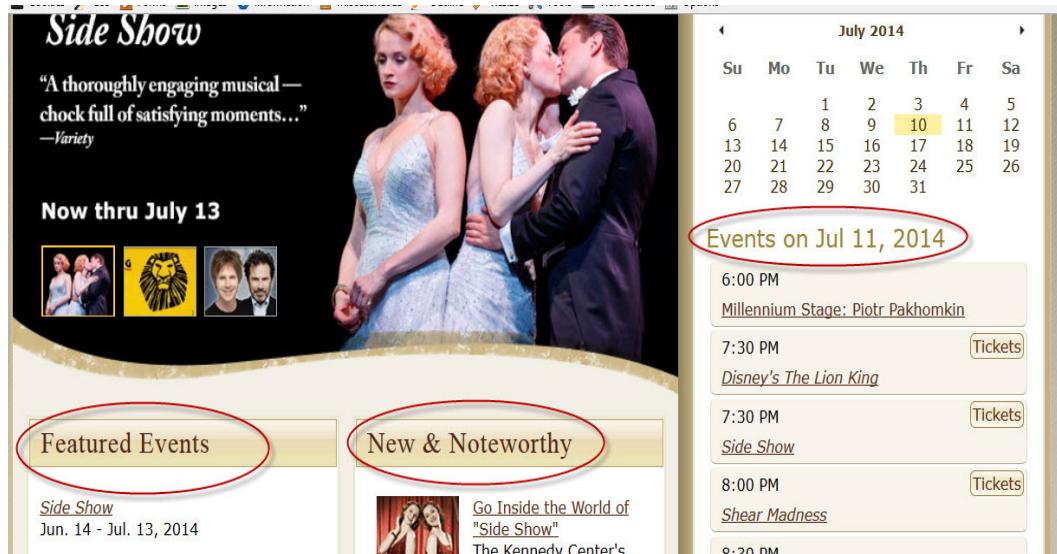 Side Show
“A thoroughly engaging musical—
chock full of satisfying moments...”
—Variety
Now thru July 13
Featured Events
Side Show
Jun. 14 - Jul. 13, 2014
New & Noteworthy
Go Inside the World of
"Side Show"
The Kennedy Center's
July 2014
Su Mo Tu We Th Fr Sa
1 2 3 4 5
6 7 8 9 10 11 12
13 14 15 16 17 18 19
20 21 22 23 24 25 26
27 28 29 30 31
Events on Jul 11, 2014
6:00 PM
Millennium Stage: Piotr Pakhomkin
7:30 PM Tickets
Disney's The Lion King
7:30 PM Tickets
Side Show
8:00 PM Tickets
Shear Madness
8:30 PM